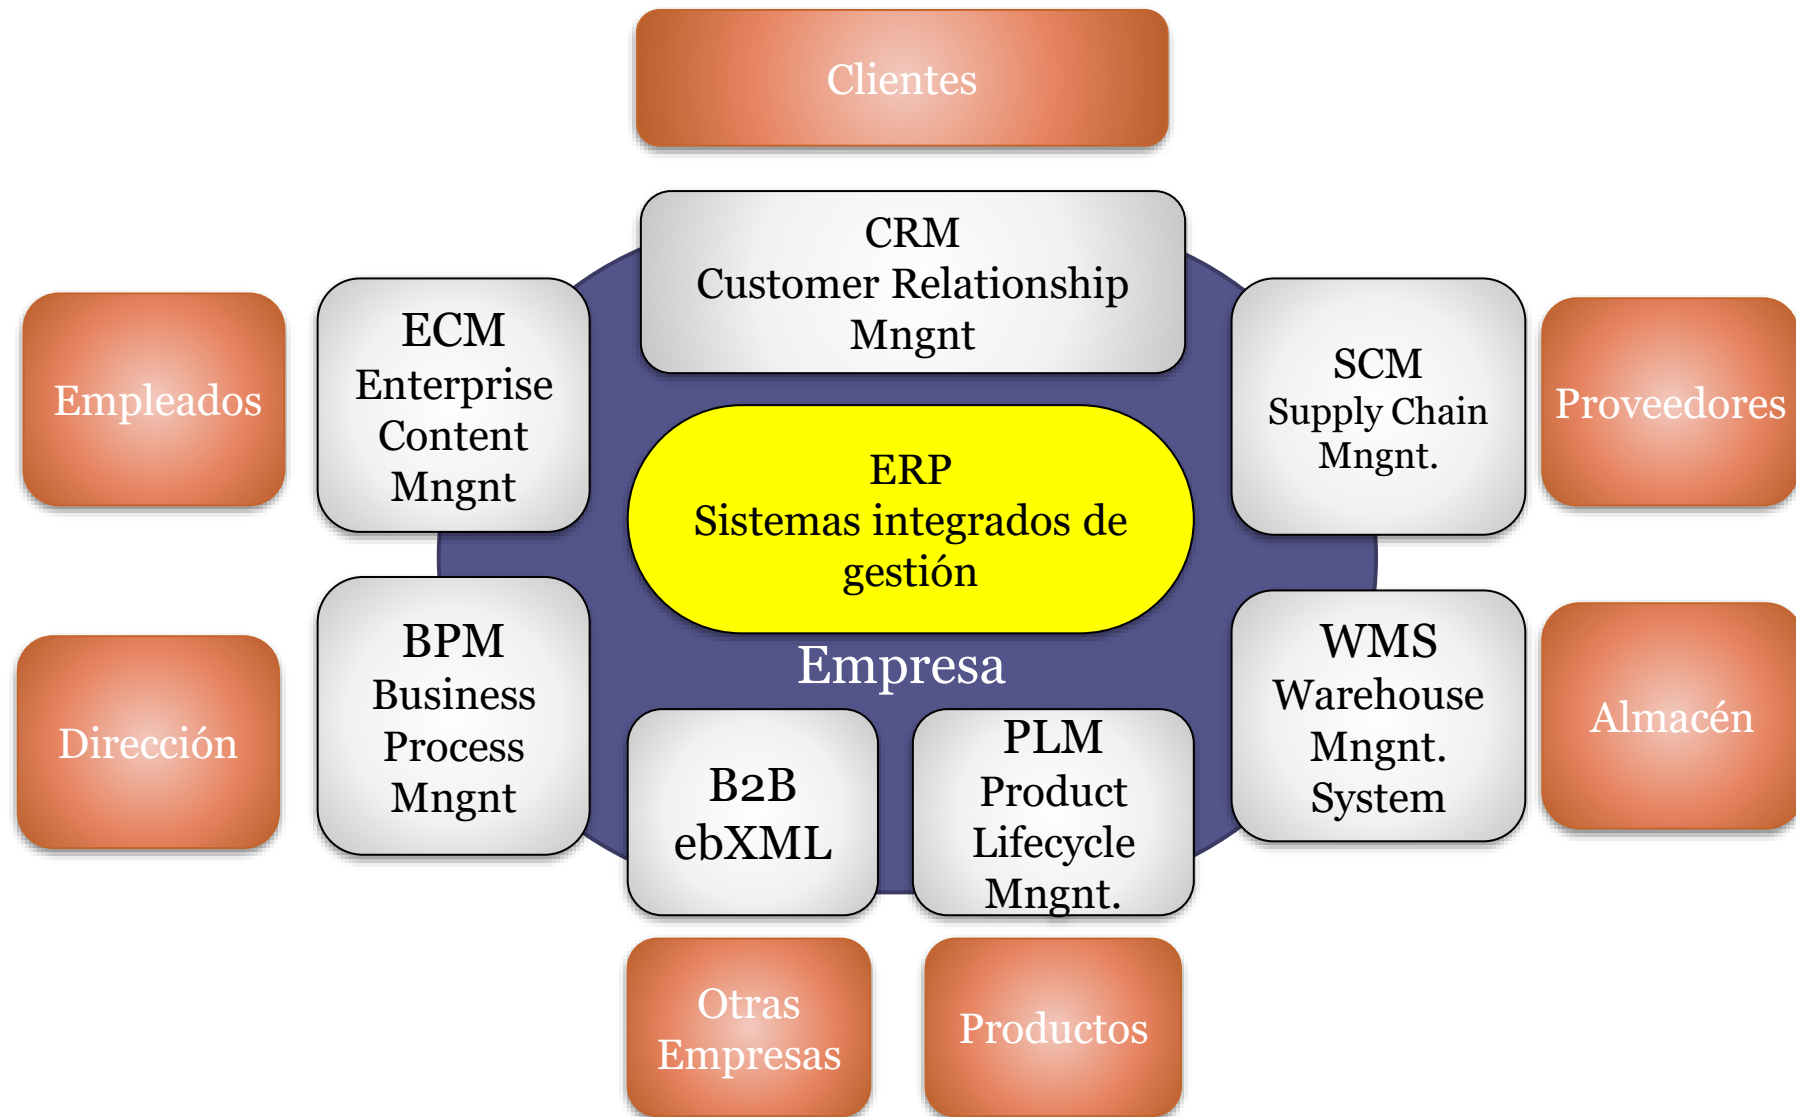 Clientes
CRM
Customer Relationship
Mngnt
Empleados
ECM
Enterprise
Content
Mngnt
SCM
Supply Chain
Mngnt.
Proveedores
ERP
Sistemas integrados de
gestión
Empresa
Dirección
BPM
Business
Process
Mngnt
B2B
ebXML
PLM
Product
Lifecycle
Mngnt.
WMS
Warehouse
Mngnt.
System
Almacén
Otras
Empresas
Productos